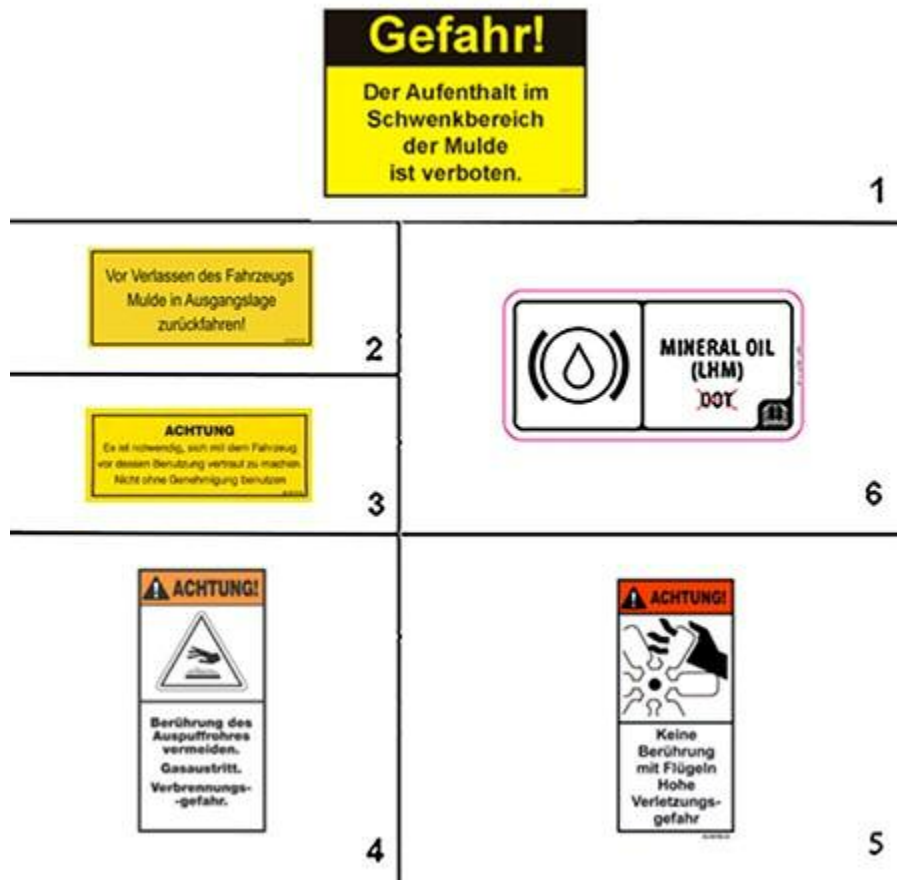 Gefahr!
Der Aufenthalt im
Schwenkbereich
der Mulde
ist verboten.
1
Vor Verlassen des Fahrzeugs
Mulde in Ausgangslage
zurückfahren!
2
ACHTUNG
Es ist notwendig, sich mit dem Fahrzeug
vor dessen Benutzung vertraut zu machen.
Nicht ohne Genehmigung benutzen
3
MINERAL OIL
(LHM)
DOT
6
ACHTUNG!
Berührung des
Auspuffrohres
vermeiden.
Gasaustritt.
Verbrennungs-
-gefahr.
4
ACHTUNG!
Keine
Berührung
mit Flügeln
Hohe
Verletzungs-
gefahr
5